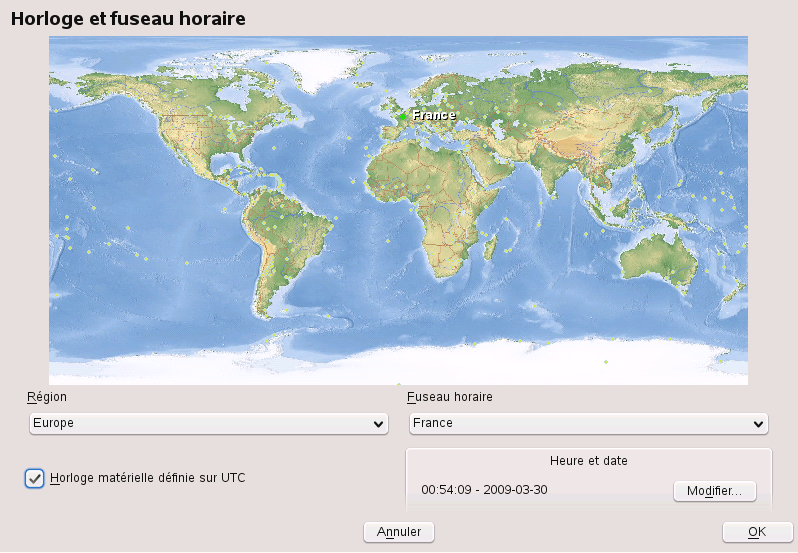 Horloge et fuseau horaire
France
Région
Fuseau horaire
Europe
France
Horloge matérielle définie sur UTC
Heure et date
00:54:09 - 2009-03-30
Modifier...
Annuler
OK